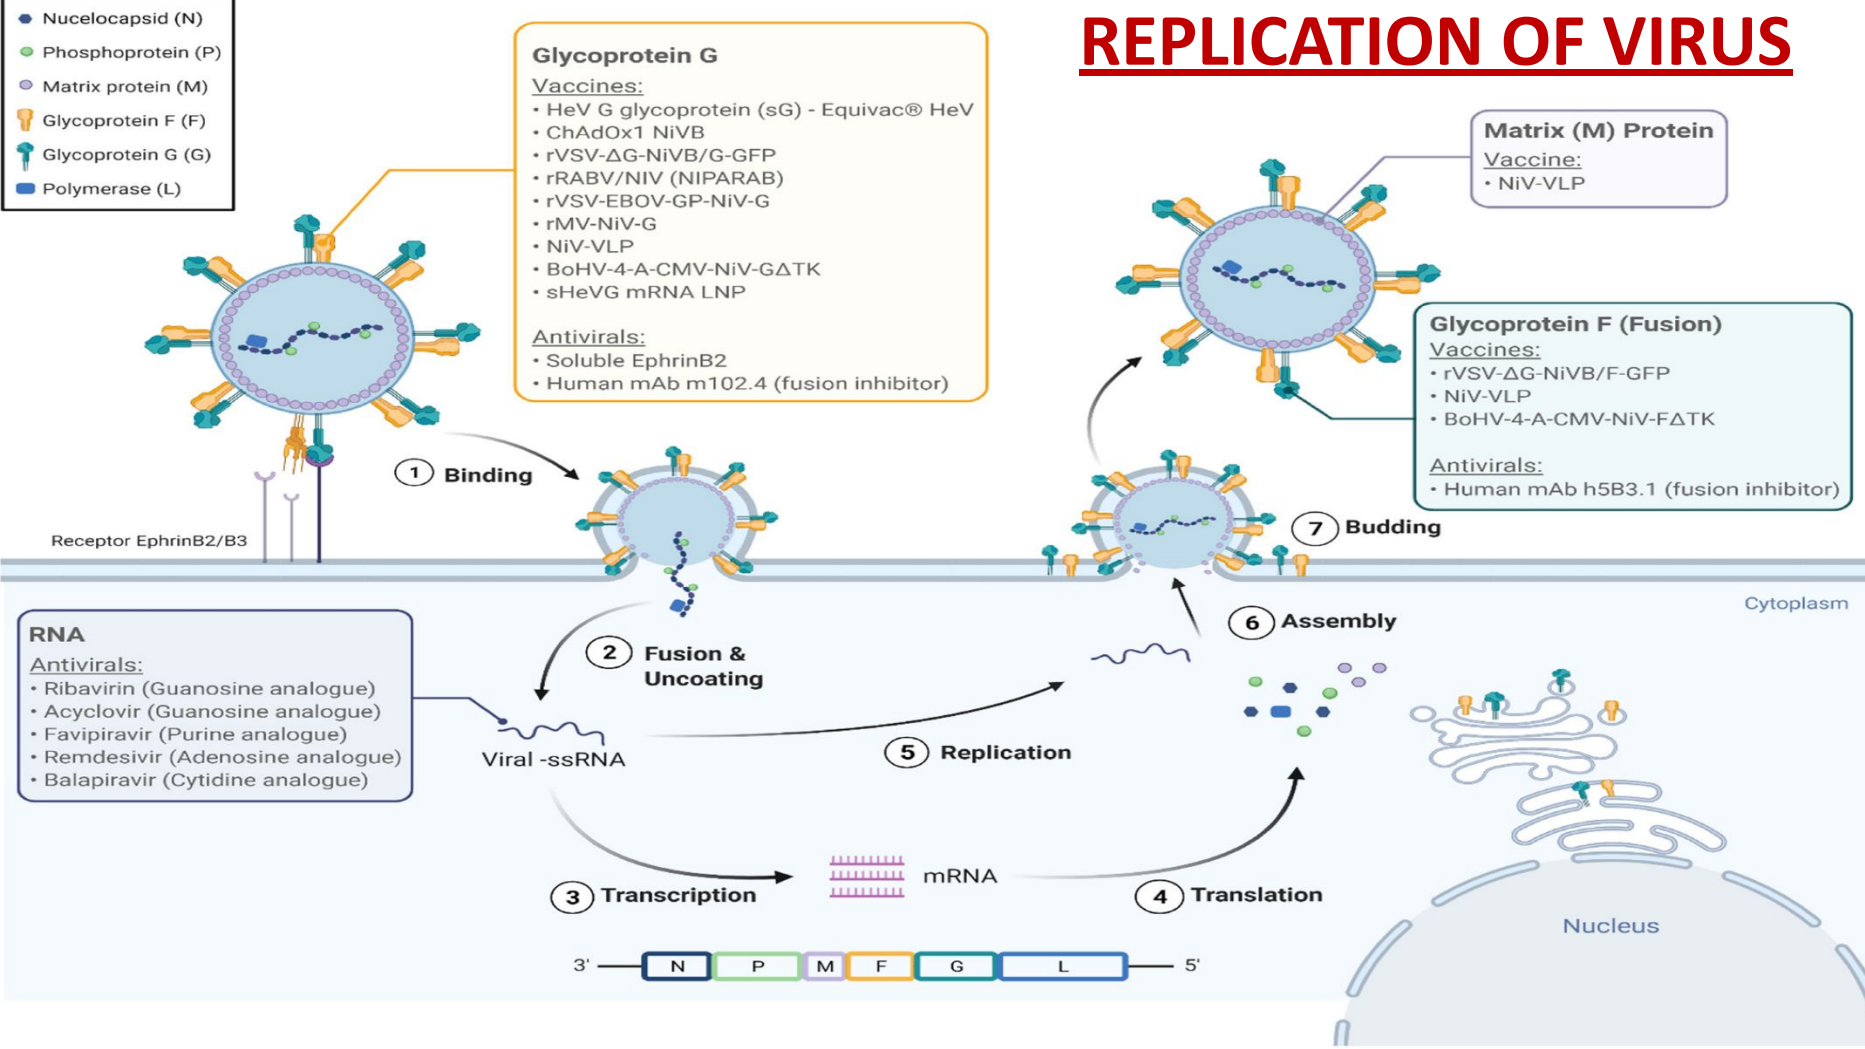 REPLICATION OF VIRUS
Nucelocapsid (N)
Phosphoprotein (P)
Matrix protein (M)
Glycoprotein F (F)
Glycoprotein G (G)
Polymerase (L)
Glycoprotein G
Vaccines:
• HeV G glycoprotein (sG) - Equivac® HeV
• ChAdOx1 NiVB
• rVSV-ΔG-NiVB/G-GFP
• rRABV/NIV (NIPARAB)
• rVSV-EBOV-GP-NiV-G
• rMV-NiV-G
• NiV-VLP
• BoHV-4-A-CMV-NiV-GΔTK
• sHeVG mRNA LNP
Antivirals:
• Soluble EphrinB2
• Human mAb m102.4 (fusion inhibitor)
Matrix (M) Protein
Vaccine:
• NiV-VLP
Glycoprotein F (Fusion)
Vaccines:
• rVSV-ΔG-NiVB/F-GFP
• NiV-VLP
• BoHV-4-A-CMV-NiV-FΔTK
Antivirals:
• Human mAb h5B3.1 (fusion inhibitor)
1 Binding
Receptor EphrinB2/B3
7 Budding
Cytoplasm
RNA
Antivirals:
• Ribavirin (Guanosine analogue)
• Acyclovir (Guanosine analogue)
• Favipiravir (Purine analogue)
• Remdesivir (Adenosine analogue)
• Balapiravir (Cytidine analogue)
2 Fusion &
Uncoating
6 Assembly
Viral -ssRNA
5 Replication
3 Transcription
mRNA
4 Translation
Nucleus
3' N P M F G L 5'